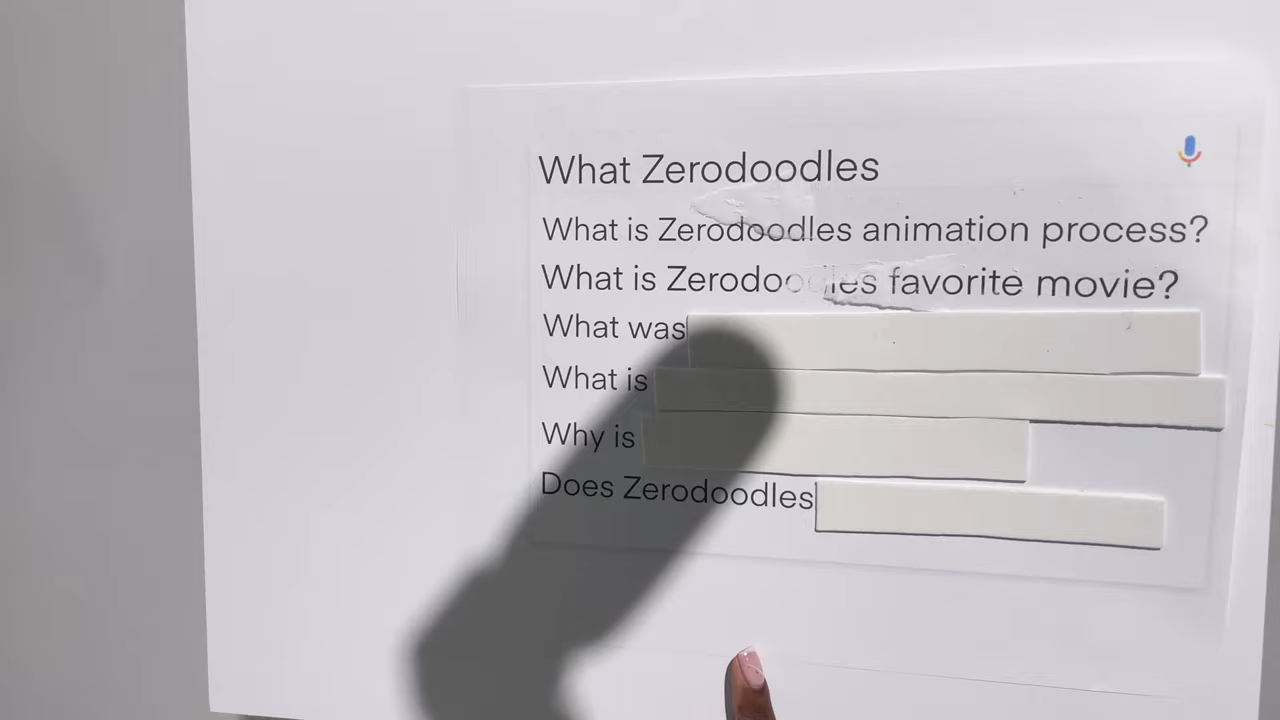 What Zerodoodles
What is Zerodoodles animation process?
What is Zerodoodles favorite movie?
What was
What is
Why is
Does Zerodoodles